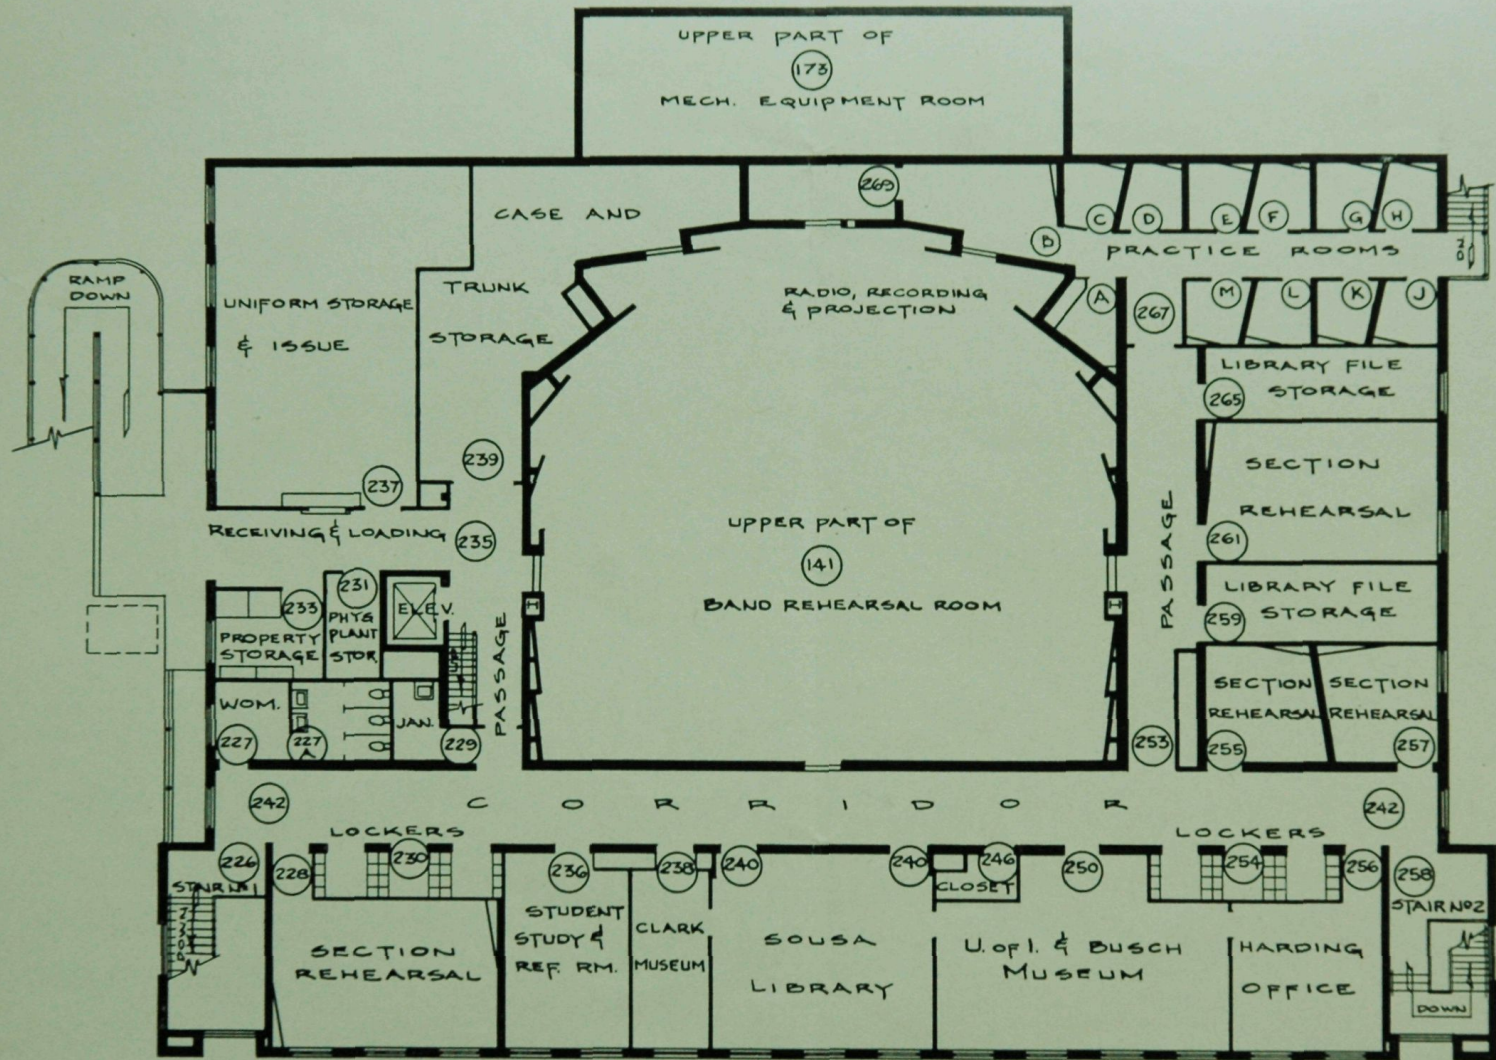 UPPER PART OF
173
MECH. EQUIPMENT ROOM
CASE AND
TRUNK
STORAGE
239
269
B
C
D
E
F
G
H
PRACTICE ROOMS
A
267
M
L
K
J
DN
RAMP
DOWN
UNIFORM STORAGE
& ISSUE
237
RADIO, RECORDING
& PROJECTION
LIBRARY FILE
STORAGE
265
SECTION
REHEARSAL
261
LIBRARY FILE
STORAGE
259
PASSAGE
RECEIVING & LOADING
235
UPPER PART OF
141
BAND REHEARSAL ROOM
231
PHYS
PLANT
STOR.
233
PROPERTY
STORAGE
ELEV.
PASSAGE
WOM.
227
227
A
JAN.
229
SECTION
REHEARSAL
255
SECTION
REHEARSAL
257
253
242
CORRIDOR
242
LOCKERS
LOCKERS
226
STAIR No1
228
230
236
238
240
240
246
CLOSET
250
254
256
258
STAIR No2
SECTION
REHEARSAL
STUDENT
STUDY &
REF. RM.
CLARK
MUSEUM
SOUSA
LIBRARY
U. of I. & BUSCH
MUSEUM
HARDING
OFFICE
DOWN